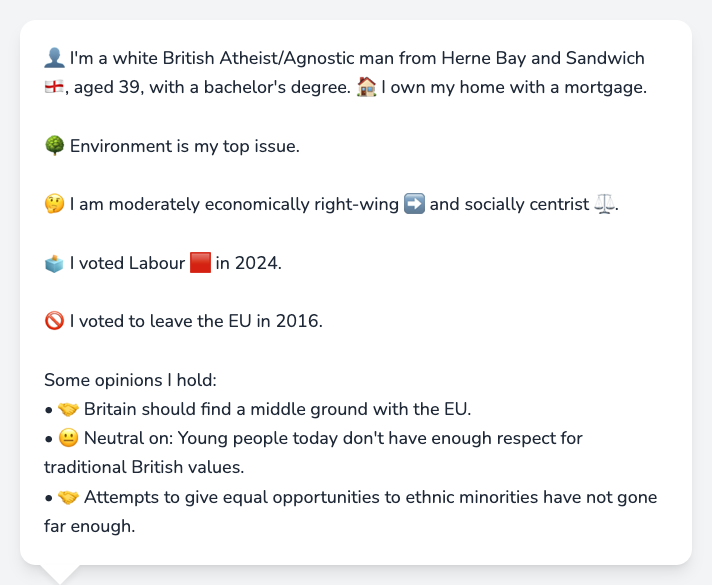 👤 I'm a white British Atheist/Agnostic man from Herne Bay and Sandwich
🏴󠁧󠁢󠁥󠁮󠁧󠁿, aged 39, with a bachelor's degree. 🏠 I own my home with a mortgage.
🌳 Environment is my top issue.
🤔 I am moderately economically right-wing ➡️ and socially centrist ⚖️.
🗳️ I voted Labour 🟥 in 2024.
🚫 I voted to leave the EU in 2016.
Some opinions I hold:
• 🤝 Britain should find a middle ground with the EU.
• 😐 Neutral on: Young people today don't have enough respect for
traditional British values.
• 🤝 Attempts to give equal opportunities to ethnic minorities have not gone
far enough.